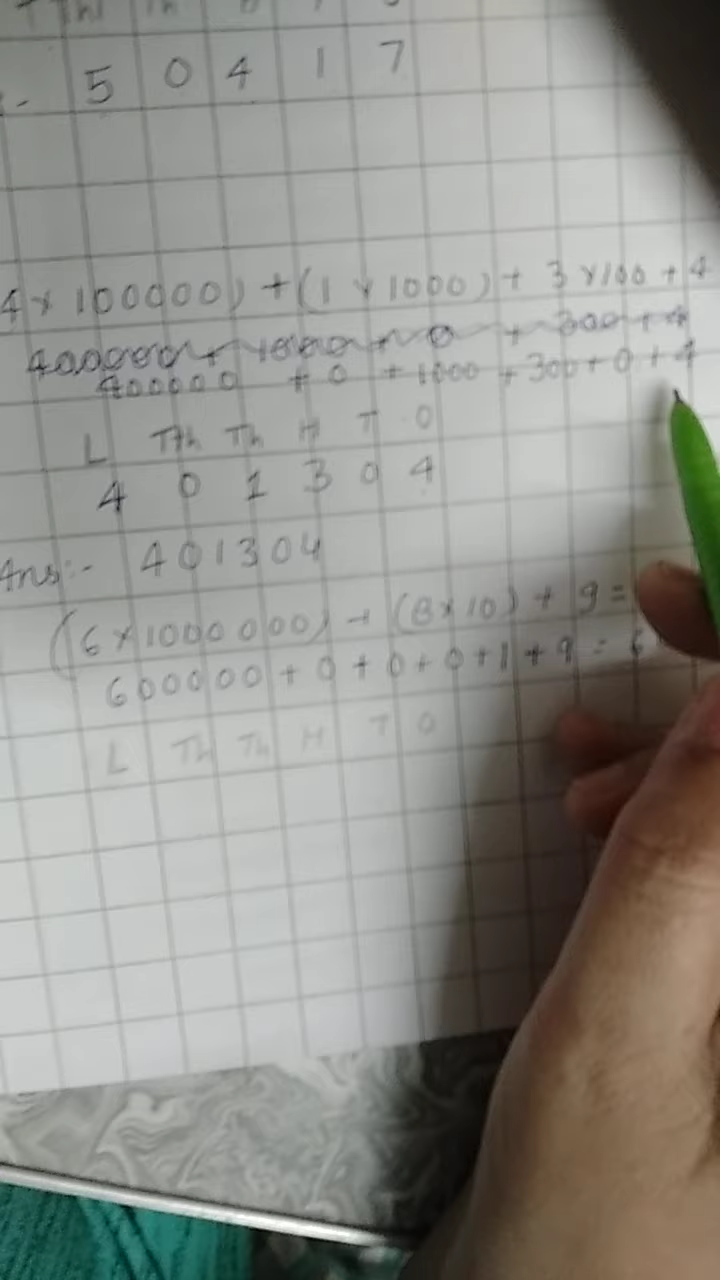 5 0 4 1 7
4 × 100000) + (1 × 1000) + 3 × 100 + 4
400000 + 0 + 1000 + 300 + 0 + 4
L Tth Th H T O
4 0 1 3 0 4
Ans:- 401304
(6 × 1000000) + (8 × 10) + 9 =
600000 + 0 + 0 + 0 + 1 + 9 = 6
L Th Th H T O